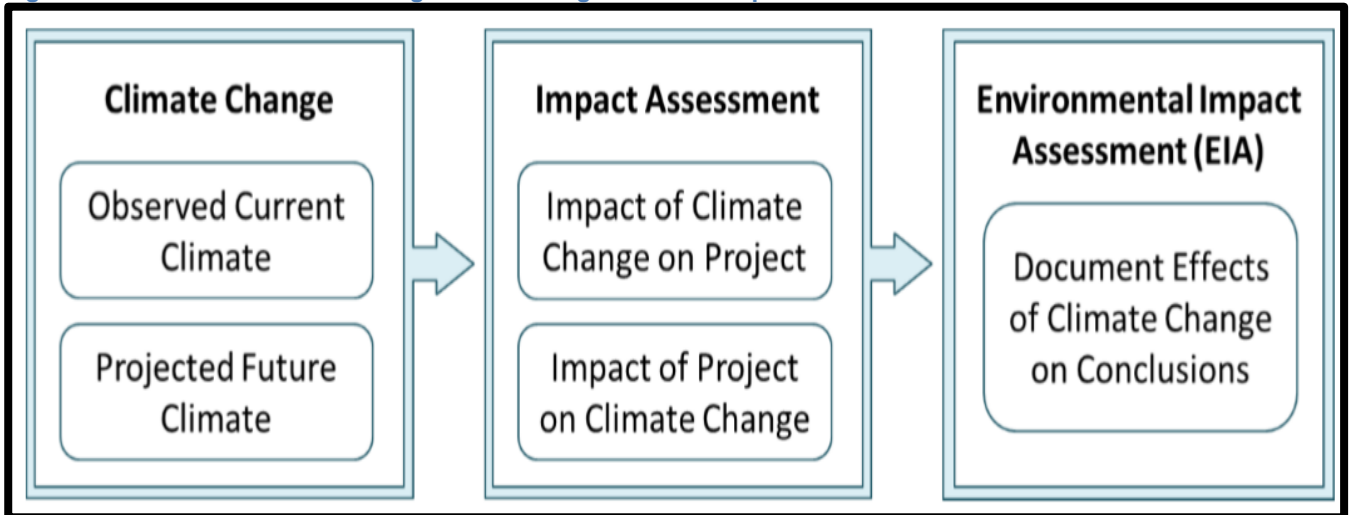 Climate Change
Observed Current
Climate
Projected Future
Climate
Impact Assessment
Impact of Climate
Change on Project
Impact of Project
on Climate Change
Environmental Impact
Assessment (EIA)
Document Effects
of Climate Change
on Conclusions